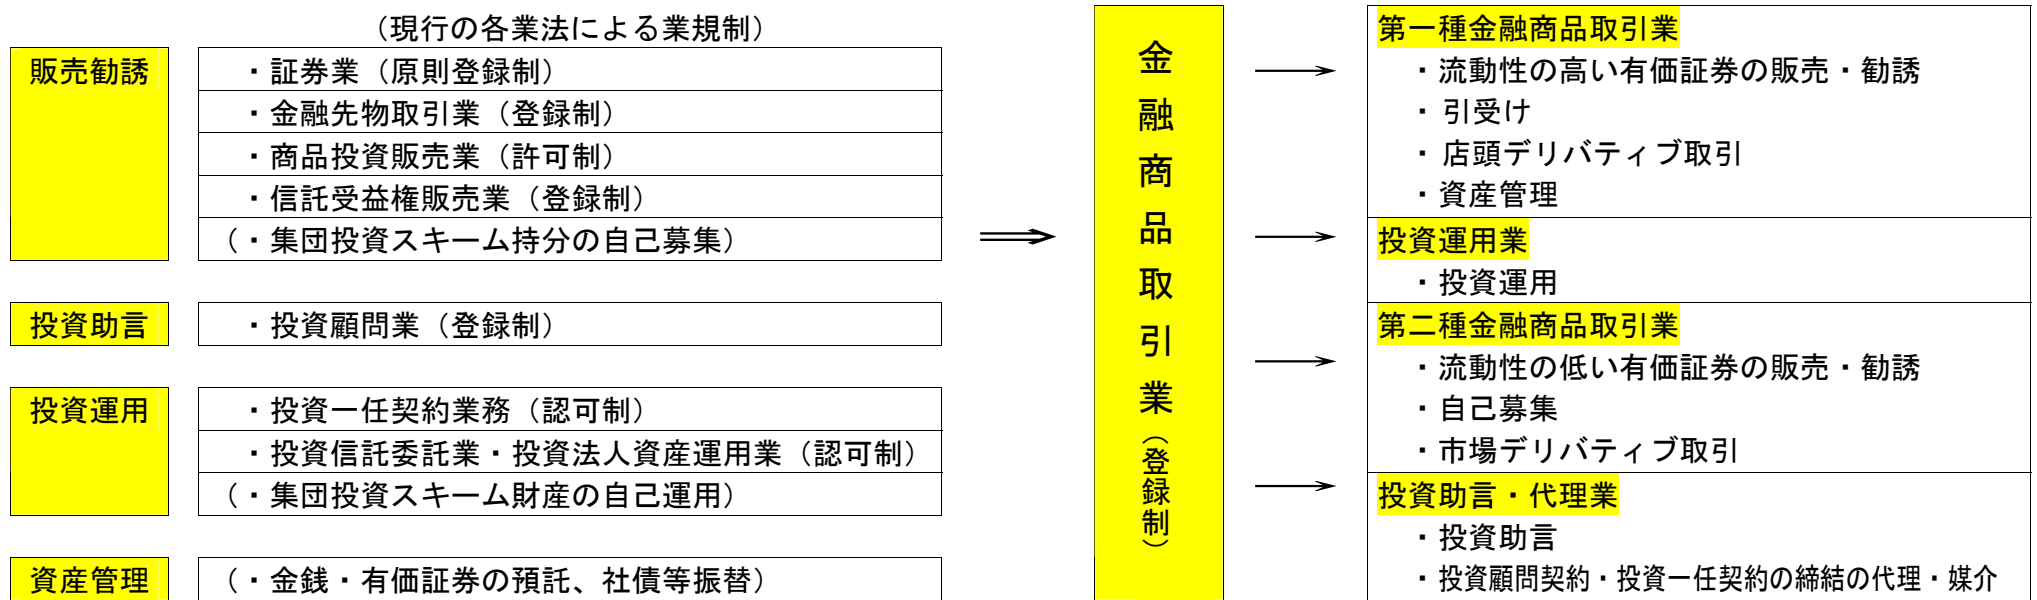 （現行の各業法による業規制）
販売勧誘
・証券業（原則登録制）
・金融先物取引業（登録制）
・商品投資販売業（許可制）
・信託受益権販売業（登録制）
（・集団投資スキーム持分の自己募集）
投資助言
・投資顧問業（登録制）
投資運用
・投資一任契約業務（認可制）
・投資信託委託業・投資法人資産運用業（認可制）
（・集団投資スキーム財産の自己運用）
資産管理
（・金銭・有価証券の預託、社債等振替）
⇒
金融商品取引業（登録制）
→
第一種金融商品取引業
・流動性の高い有価証券の販売・勧誘
・引受け
・店頭デリバティブ取引
・資産管理
→
投資運用業
・投資運用
→
第二種金融商品取引業
・流動性の低い有価証券の販売・勧誘
・自己募集
・市場デリバティブ取引
→
投資助言・代理業
・投資助言
・投資顧問契約・投資一任契約の締結の代理・媒介